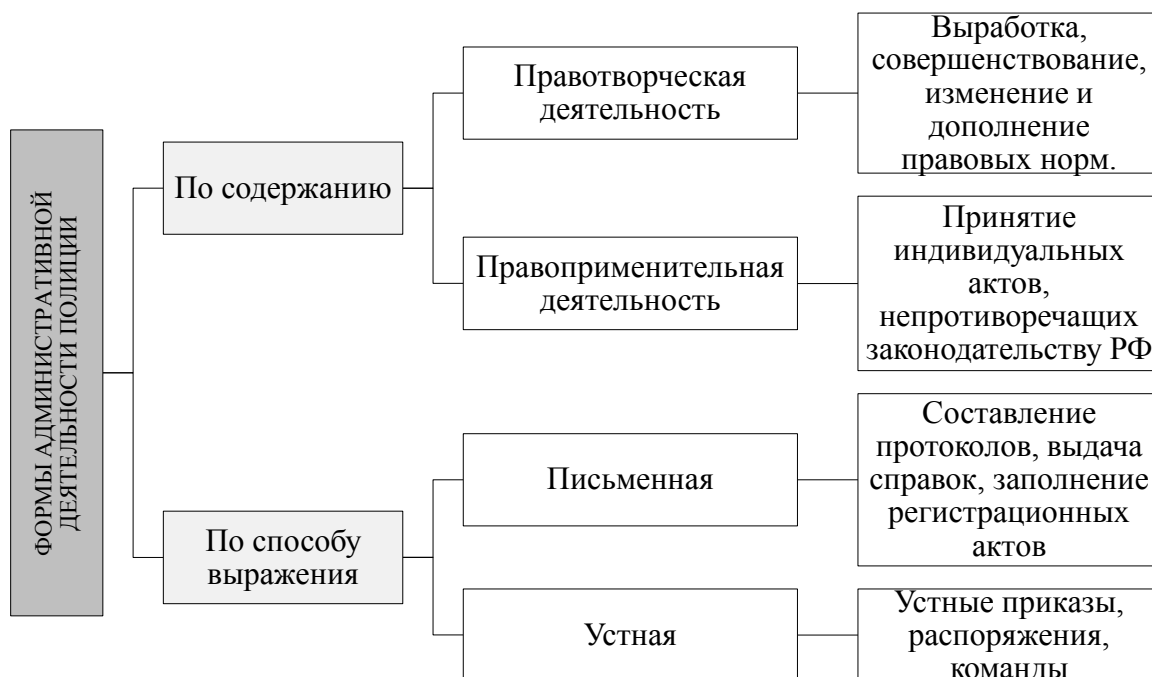 ФОРМЫ АДМИНИСТРАТИВНОЙ
ДЕЯТЕЛЬНОСТИ ПОЛИЦИИ
По содержанию
Правотворческая
деятельность
Выработка,
совершенствование,
изменение и
дополнение
правовых норм.
Правоприменительная
деятельность
Принятие
индивидуальных
актов,
непротиворечащих
законодательству РФ
По способу
выражения
Письменная
Составление
протоколов, выдача
справок, заполнение
регистрационных
актов
Устная
Устные приказы,
распоряжения,
команды